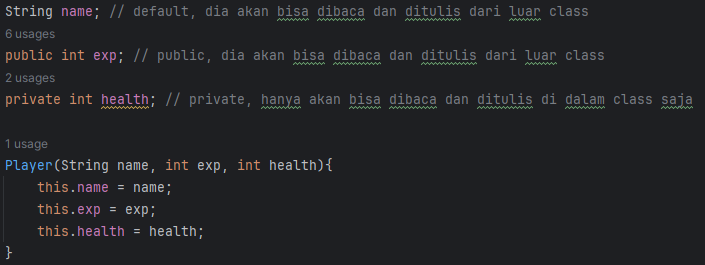 String name; // default, dia akan bisa dibaca dan ditulis dari luar class
6 usages
public int exp; // public, dia akan bisa dibaca dan ditulis dari luar class
2 usages
private int health; // private, hanya akan bisa dibaca dan ditulis di dalam class saja
1 usage
Player(String name, int exp, int health){
    this.name = name;
    this.exp = exp;
    this.health = health;
}